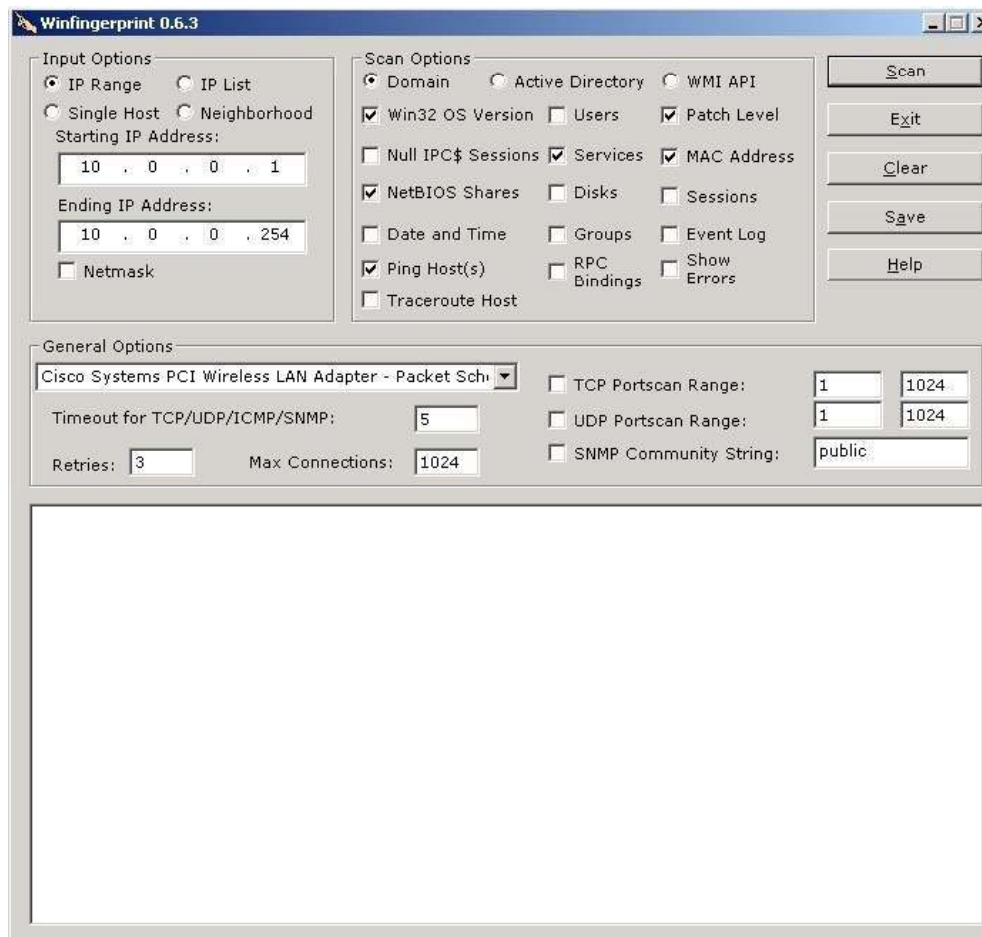 Winfingerprint 0.6.3
Input Options
IP Range IP List
Single Host Neighborhood
Starting IP Address:
10 . 0 . 0 . 1
Ending IP Address:
10 . 0 . 0 . 254
Netmask
Scan Options
Domain Active Directory WMI API
Win32 OS Version Users Patch Level
Null IPC$ Sessions Services MAC Address
NetBIOS Shares Disks Sessions
Date and Time Groups Event Log
Ping Host(s) RPC Bindings Show Errors
Traceroute Host
Scan
Exit
Clear
Save
Help
General Options
Cisco Systems PCI Wireless LAN Adapter - Packet Sch
Timeout for TCP/UDP/ICMP/SNMP: 5
Retries: 3 Max Connections: 1024
TCP Portscan Range: 1 1024
UDP Portscan Range: 1 1024
SNMP Community String: public